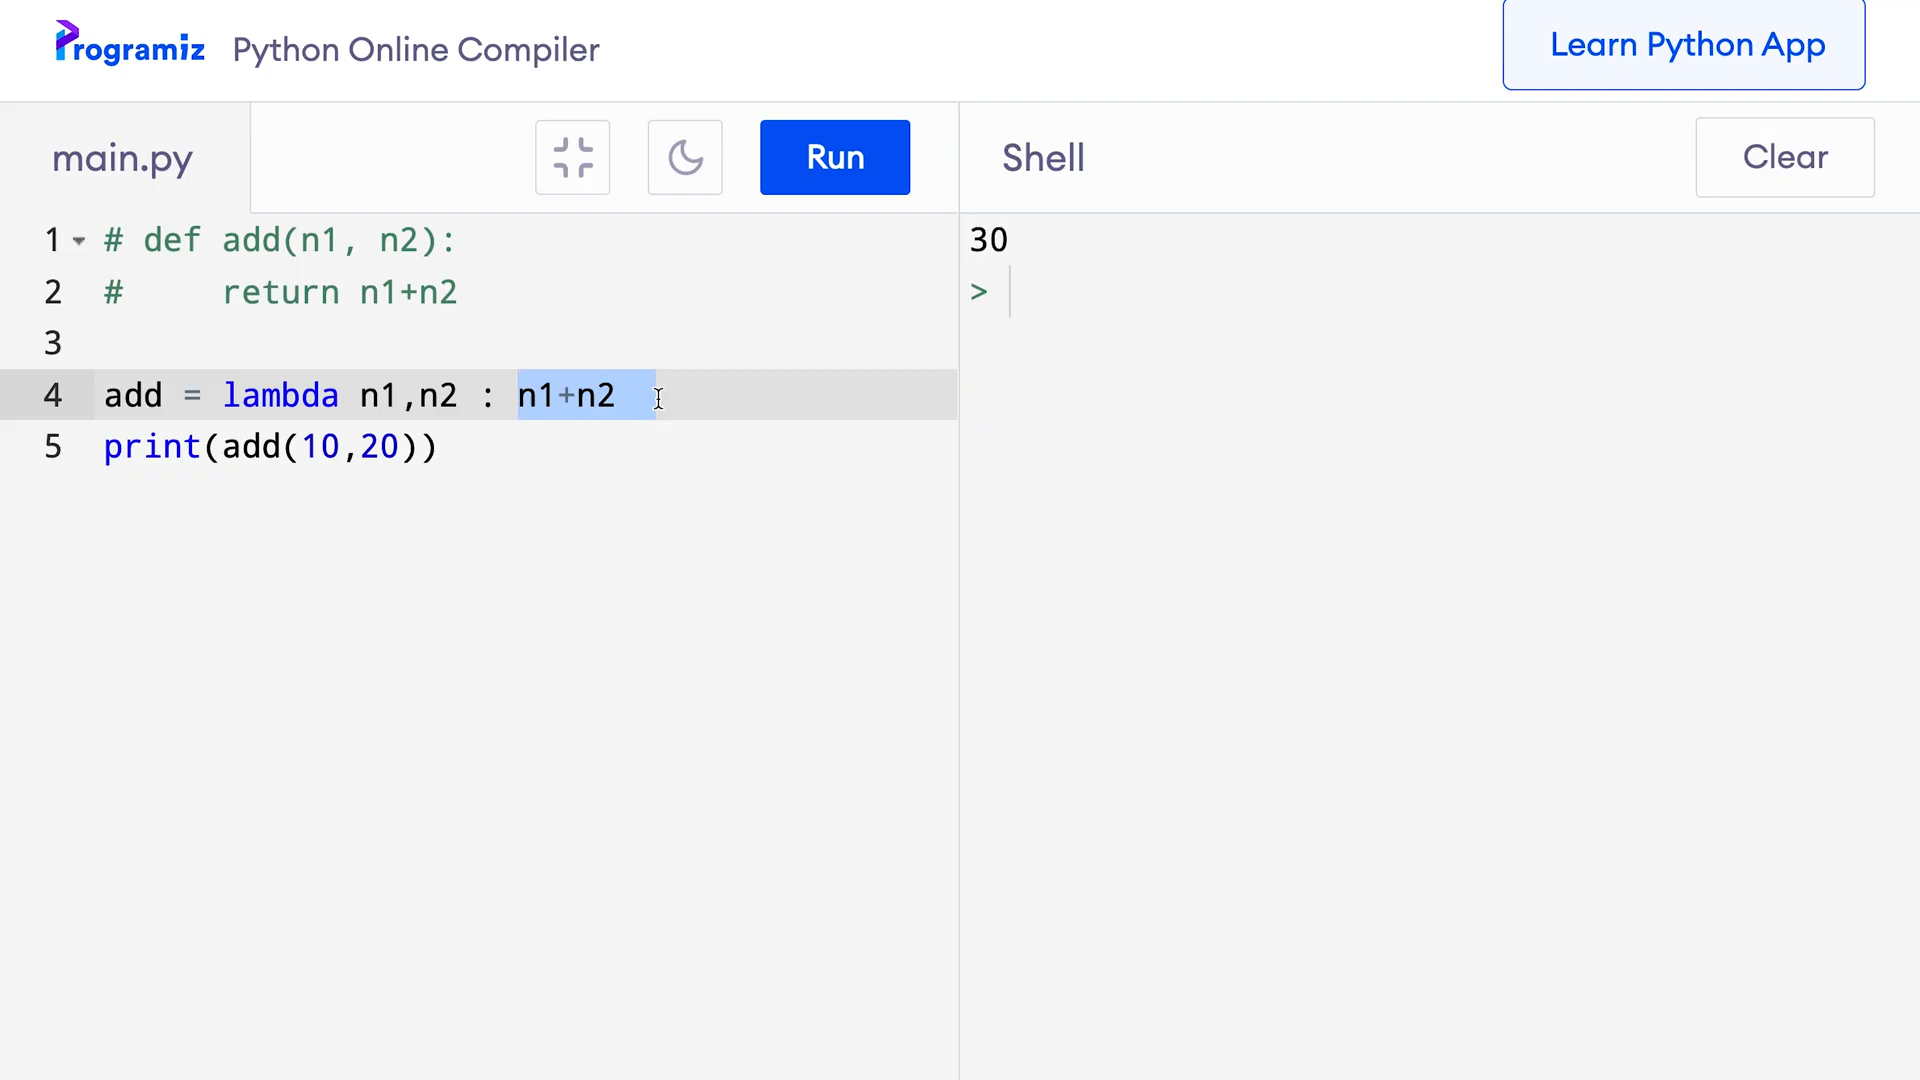 Programiz Python Online Compiler Learn Python App
main.py Run Shell Clear
1 # def add(n1, n2):
2 #     return n1+n2
3
4 add = lambda n1,n2 : n1+n2
5 print(add(10,20))
30
>